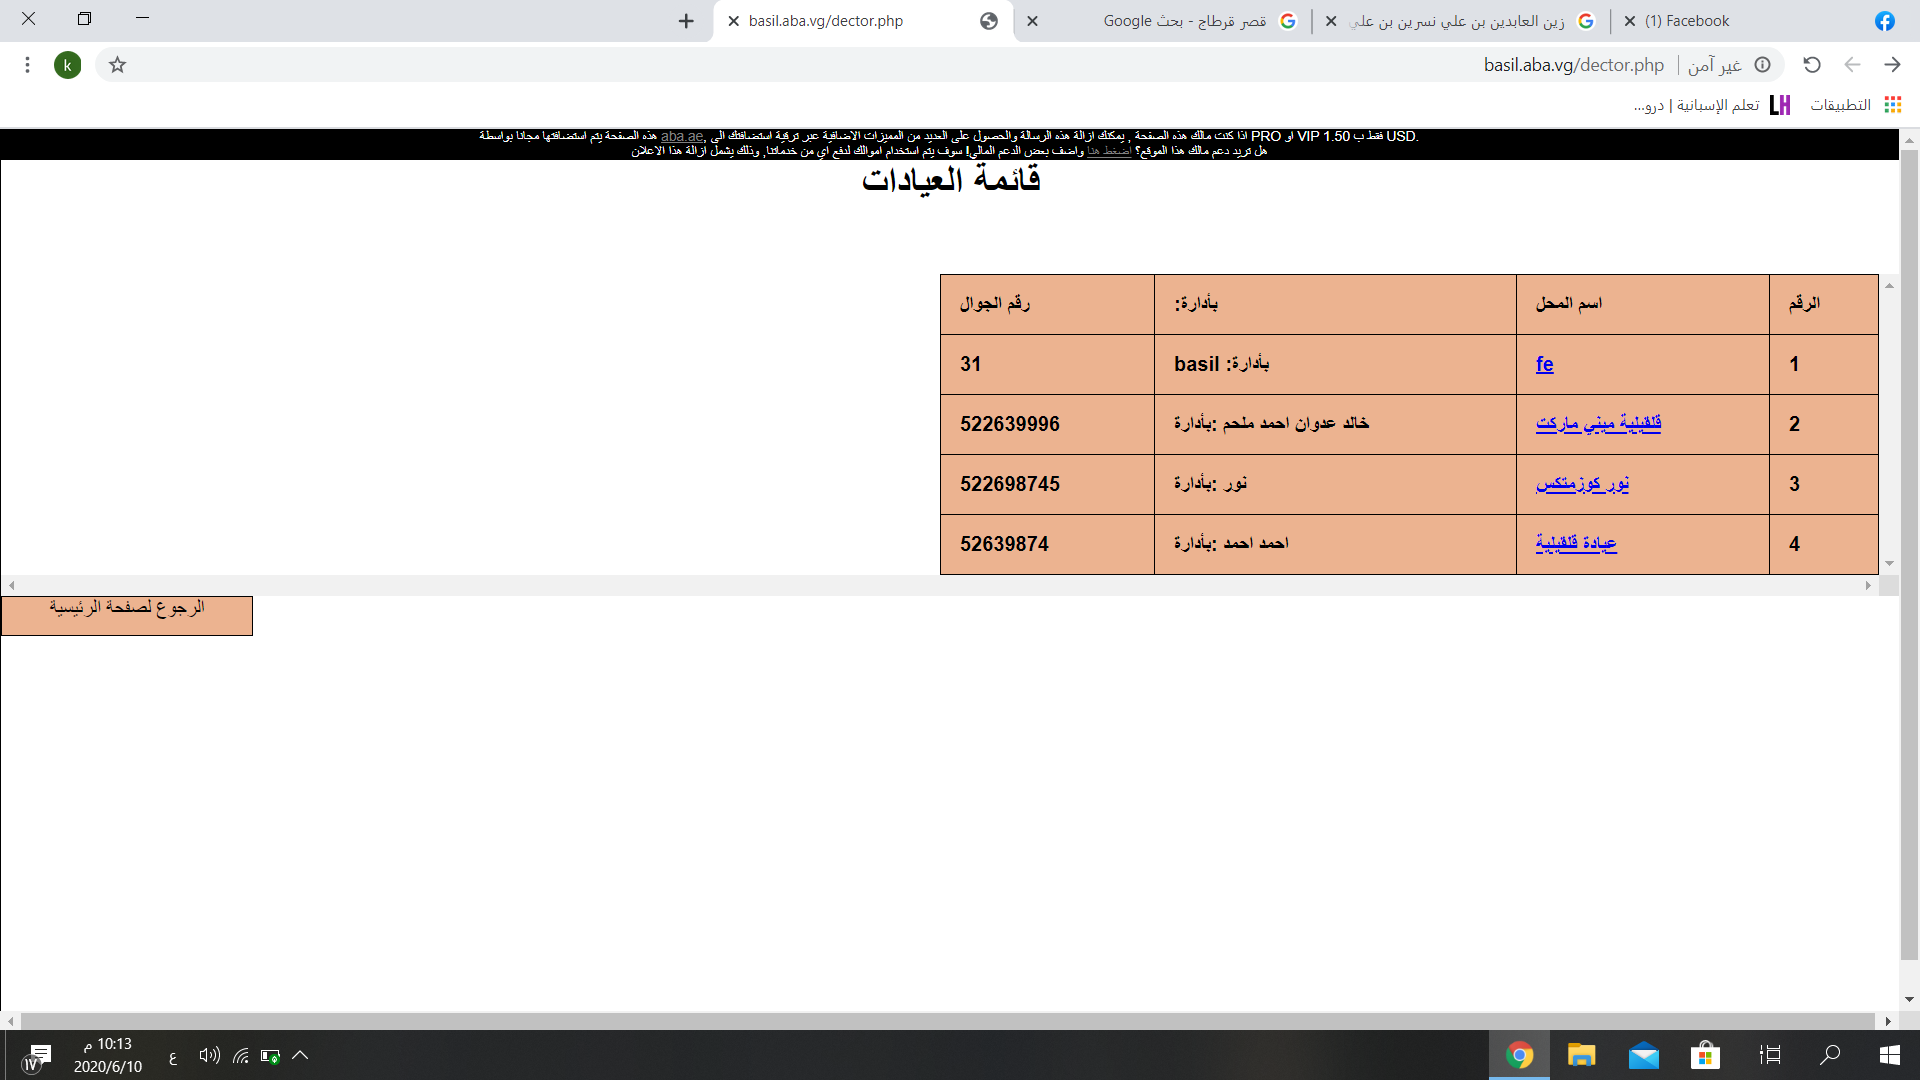 (1) Facebook
زين العابدين بن علي نسرين بن علي
قصر قرطاج - بحث Google
basil.aba.vg/dector.php
غير آمن
basil.aba.vg/dector.php
k
التطبيقات
تعلم الإسبانية | درو...
هذه الصفحة يتم استضافتها مجانا بواسطة aba.ae, اذا كنت مالك هذه الصفحة , يمكنك ازالة هذه الرسالة والحصول على العديد من المميزات الاضافية عبر ترقية استضافتك الى PRO او VIP فقط ب 1.50 USD.
هل تريد دعم مالك هذا الموقع؟ اضغط هنا واضف بعض الدعم المالي! سوف يتم استخدام اموالك لدفع اي من خدماتنا, وذلك يشمل ازالة هذا الاعلان
قائمة العيادات
الرقم اسم المحل بأدارة: رقم الجوال
1 fe بأدارة: basil 31
2 قلقيلية ميني ماركت خالد عدوان احمد ملحم :بأدارة 522639996
3 نور كوزمتكس نور :بأدارة 522698745
4 عيادة قلقيلية احمد احمد :بأدارة 52639874
الرجوع لصفحة الرئيسية
ع
10:13 م
2020/6/10
١٧